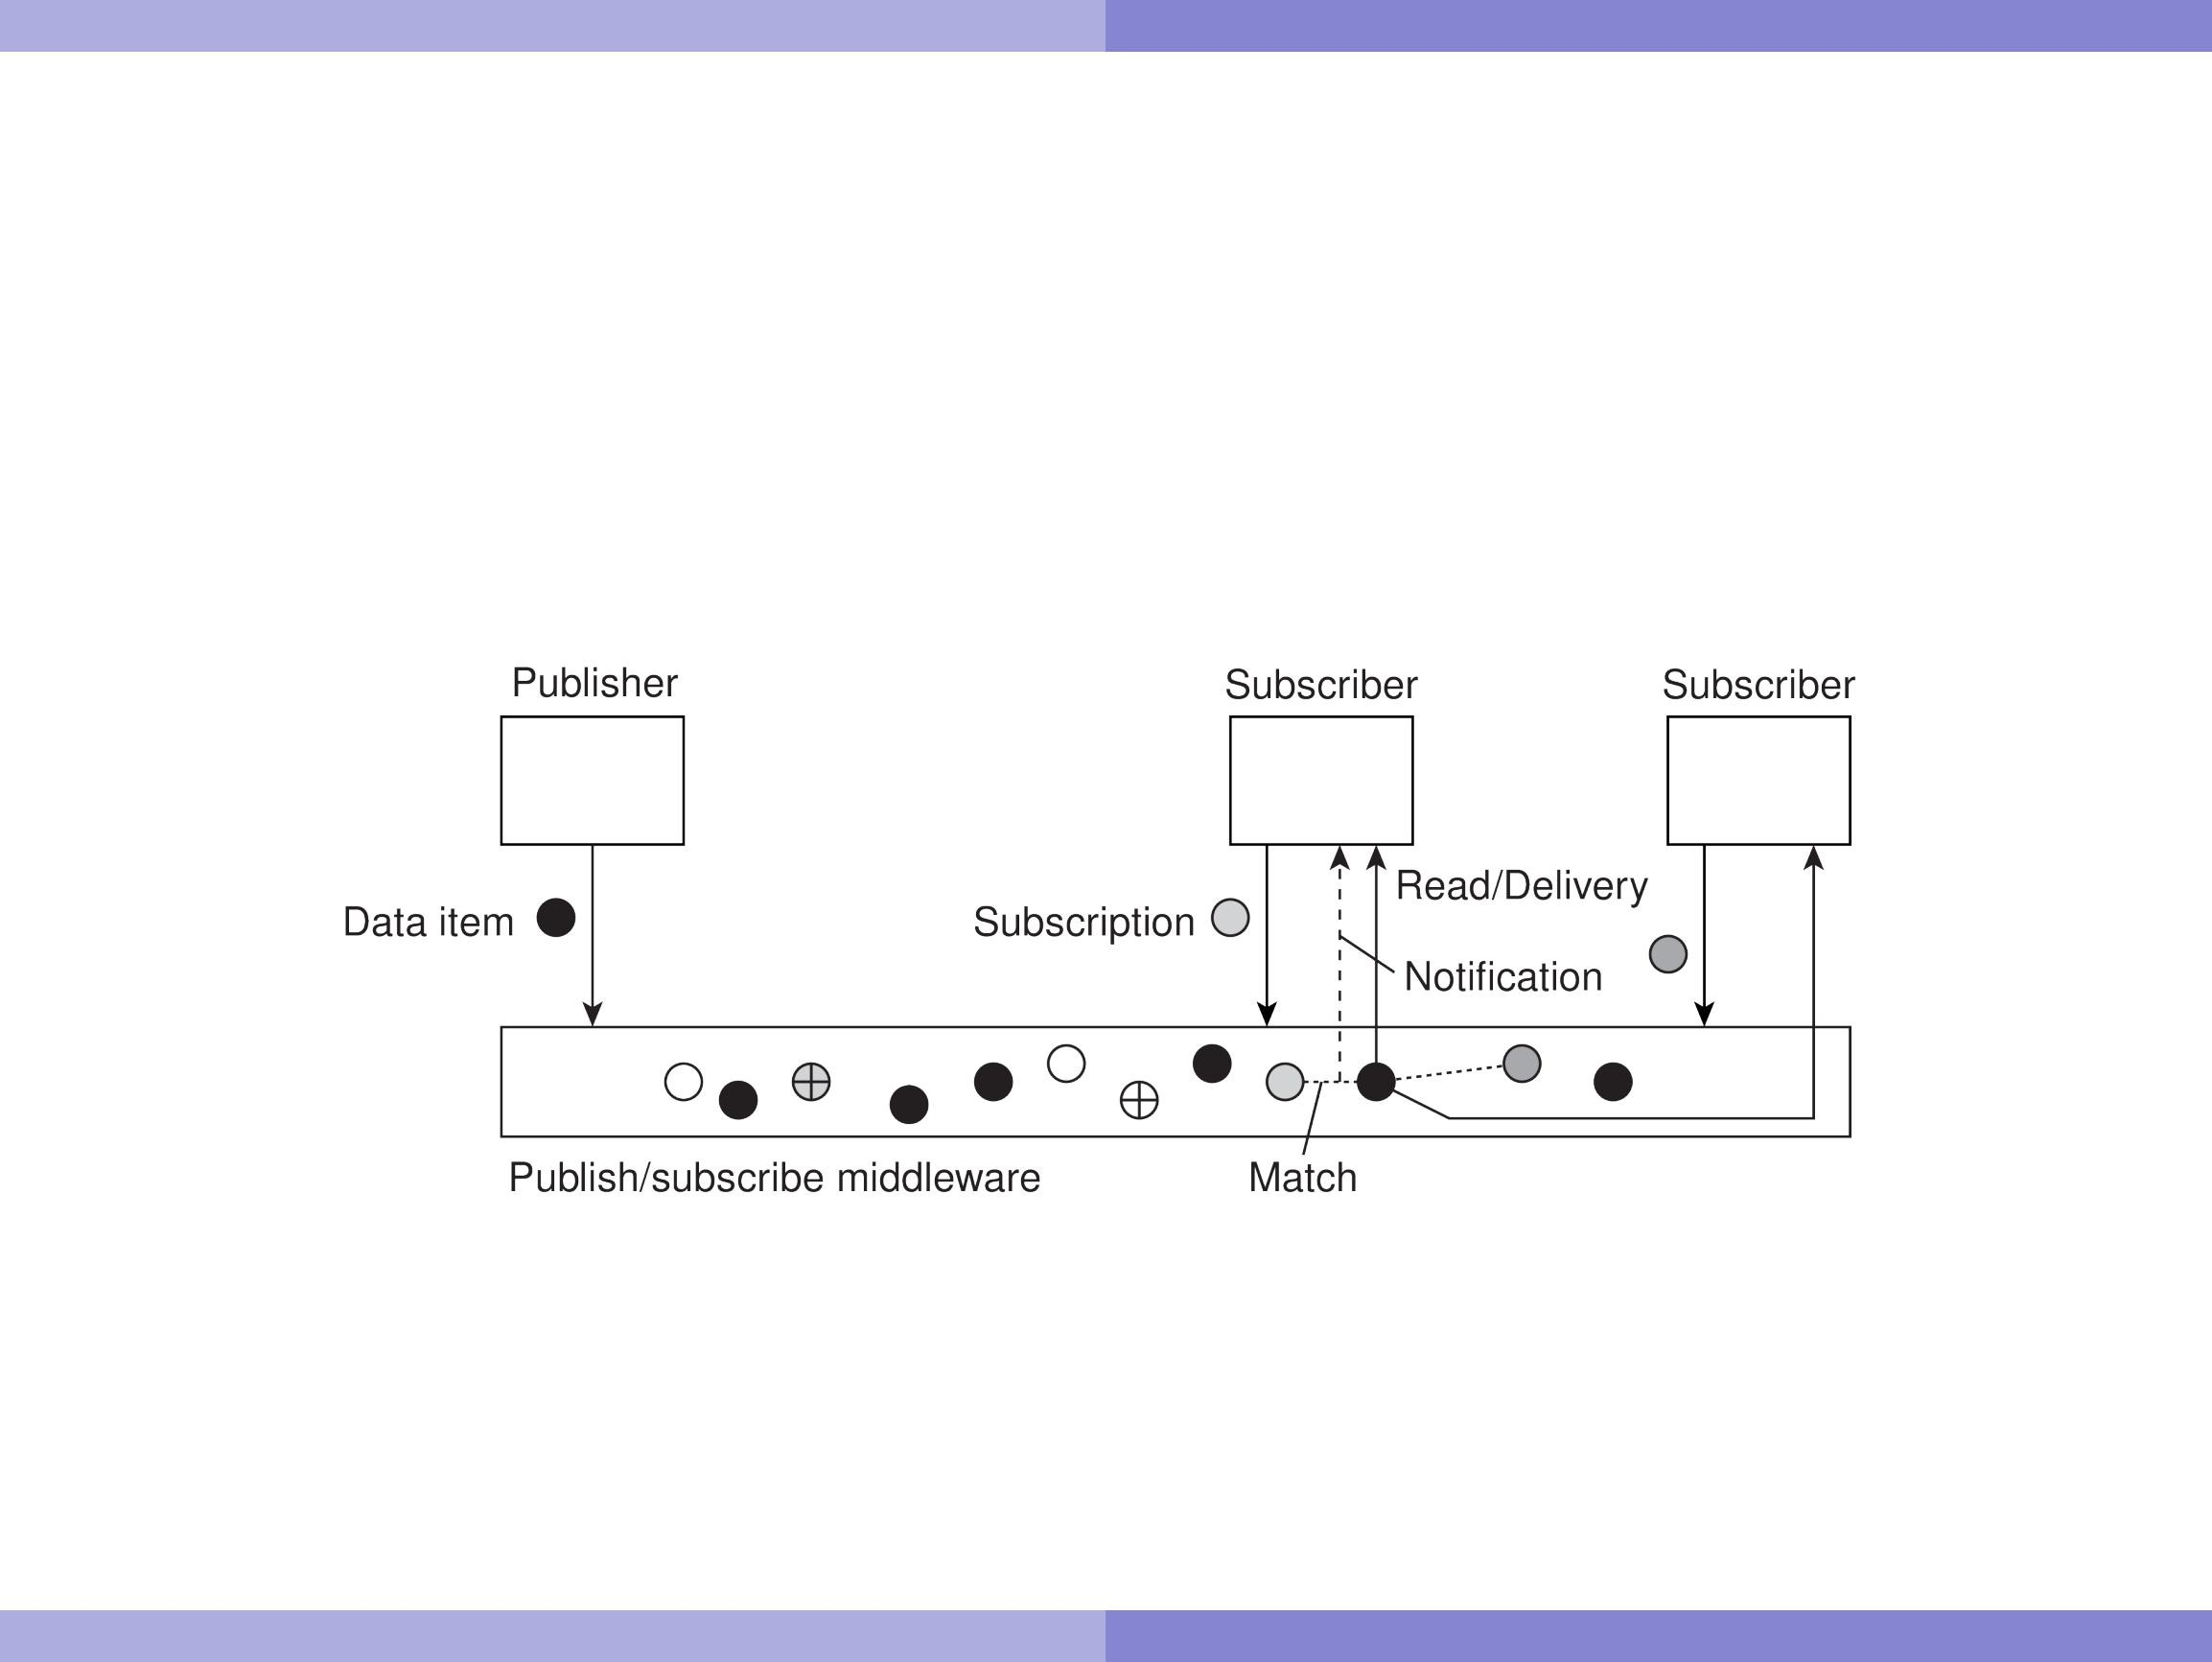 Publisher
Subscriber
Subscriber
Data item
Subscription
Read/Delivery
Notification
Publish/subscribe middleware
Match